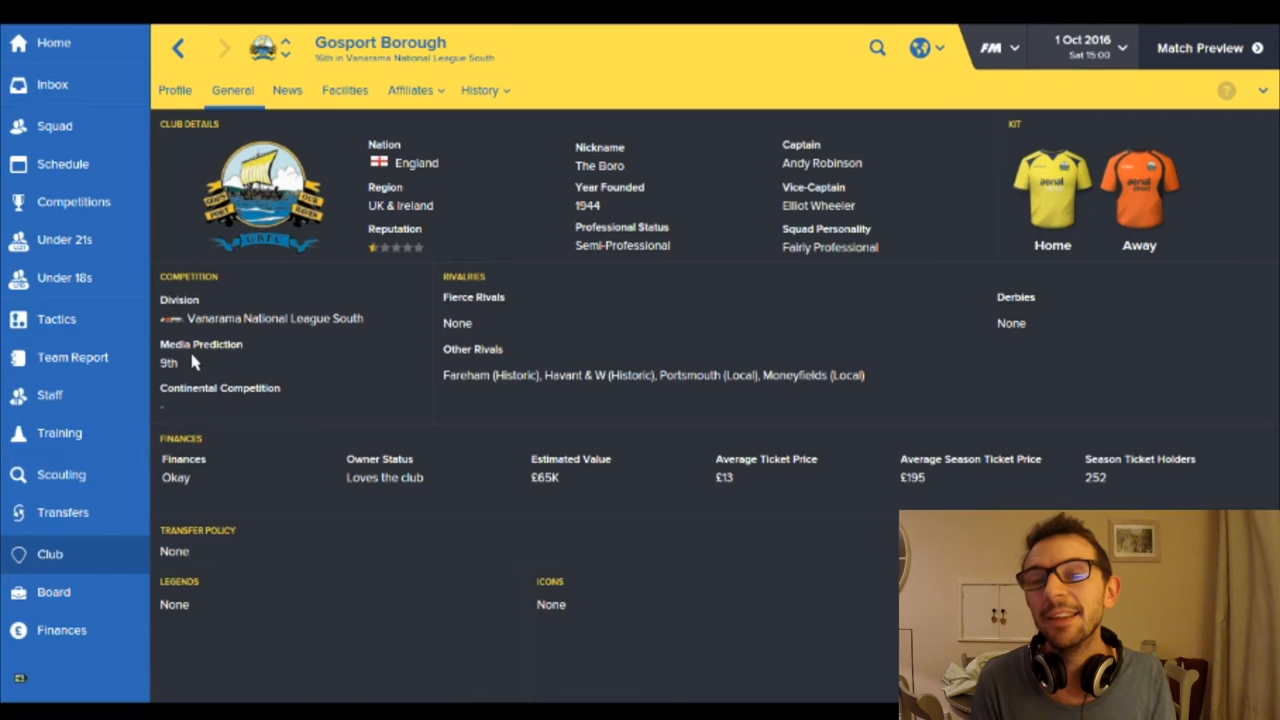 Home
Inbox
Squad
Schedule
Competitions
Under 21s
Under 18s
Tactics
Team Report
Staff
Training
Scouting
Transfers
Club
Board
Finances
Gosport Borough
16th in Vanarama National League South
FM
1 Oct 2016
Sat 15:00
Match Preview
Profile General News Facilities Affiliates History
CLUB DETAILS
Nation
England
Region
UK & Ireland
Reputation
Nickname
The Boro
Year Founded
1944
Professional Status
Semi-Professional
Captain
Andy Robinson
Vice-Captain
Elliot Wheeler
Squad Personality
Fairly Professional
KIT
Home
Away
COMPETITION
Division
Vanarama National League South
Media Prediction
9th
Continental Competition
-
RIVALRIES
Fierce Rivals
None
Other Rivals
Fareham (Historic), Havant & W (Historic), Portsmouth (Local), Moneyfields (Local)
Derbies
None
FINANCES
Finances
Okay
Owner Status
Loves the club
Estimated Value
£65K
Average Ticket Price
£13
Average Season Ticket Price
£195
Season Ticket Holders
252
TRANSFER POLICY
None
LEGENDS
None
ICONS
None